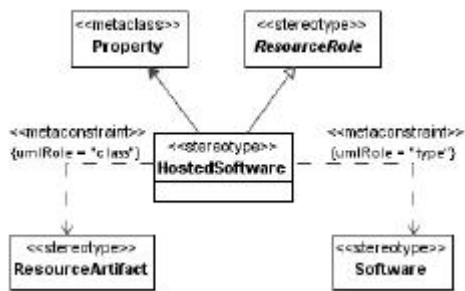 <<metaclass>>
Property
<<stereotype>>
ResourceRole
<<metaconstraint>>
{umlRole = "class"}
<<stereotype>>
HostedSoftware
<<metaconstraint>>
{umlRole = "type"}
<<stereotype>>
ResourceArtifact
<<stereotype>>
Software